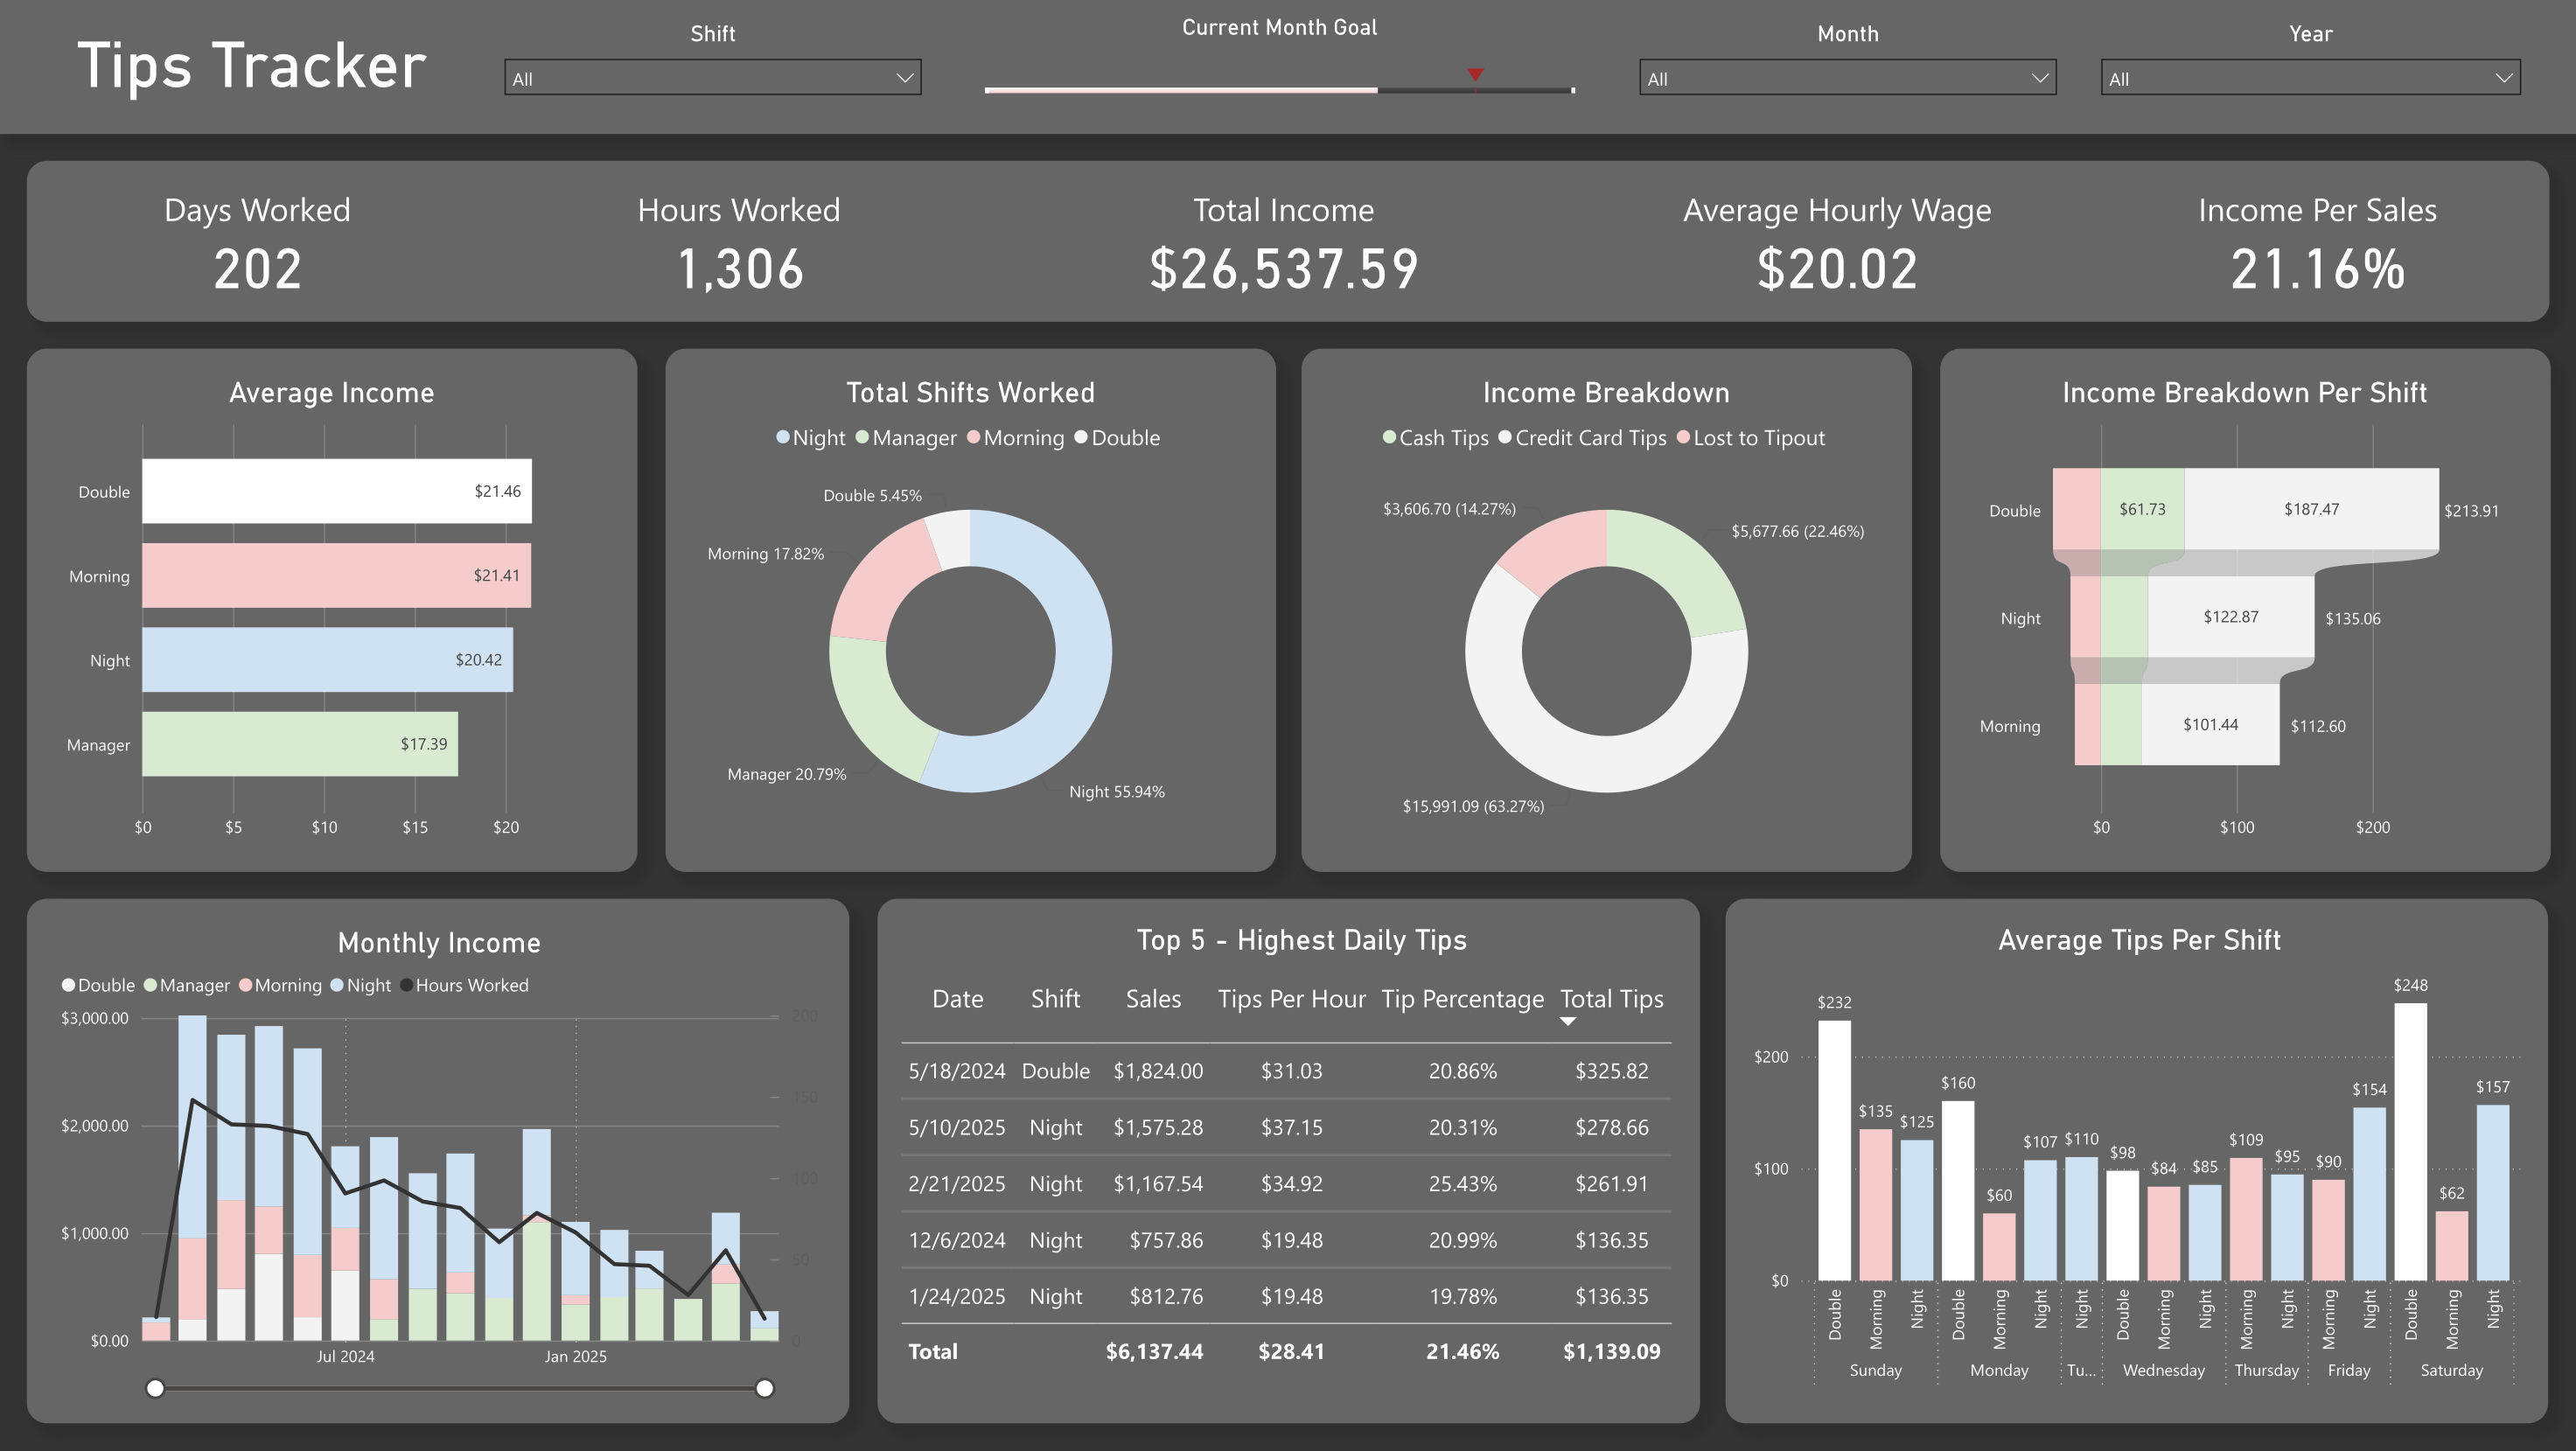 Tips Tracker
Shift
All
Current Month Goal
Month
All
Year
All
Days Worked
202
Hours Worked
1,306
Total Income
$26,537.59
Average Hourly Wage
$20.02
Income Per Sales
21.16%
Average Income
Double
$21.46
Morning
$21.41
Night
$20.42
Manager
$17.39
$0 $5 $10 $15 $20
Total Shifts Worked
Night Manager Morning Double
Double 5.45%
Morning 17.82%
Manager 20.79%
Night 55.94%
Income Breakdown
Cash Tips Credit Card Tips Lost to Tipout
$3,606.70 (14.27%)
$5,677.66 (22.46%)
$15,991.09 (63.27%)
Income Breakdown Per Shift
Double $61.73 $187.47 $213.91
Night $122.87 $135.06
Morning $101.44 $112.60
$0 $100 $200
Monthly Income
Double Manager Morning Night Hours Worked
$3,000.00 200
150
$2,000.00
100
$1,000.00
50
$0.00 0
Jul 2024 Jan 2025
Top 5 - Highest Daily Tips
Date Shift Sales Tips Per Hour Tip Percentage Total Tips
5/18/2024 Double $1,824.00 $31.03 20.86% $325.82
5/10/2025 Night $1,575.28 $37.15 20.31% $278.66
2/21/2025 Night $1,167.54 $34.92 25.43% $261.91
12/6/2024 Night $757.86 $19.48 20.99% $136.35
1/24/2025 Night $812.76 $19.48 19.78% $136.35
Total $6,137.44 $28.41 21.46% $1,139.09
Average Tips Per Shift
$200
$100
$0
$232 $135 $125 $160 $60 $107 $110 $98 $84 $85 $109 $95 $90 $154 $248 $62 $157
Double Morning Night Double Morning Night Night Double Morning Night Morning Night Morning Night Double Morning Night
Sunday Monday Tu... Wednesday Thursday Friday Saturday